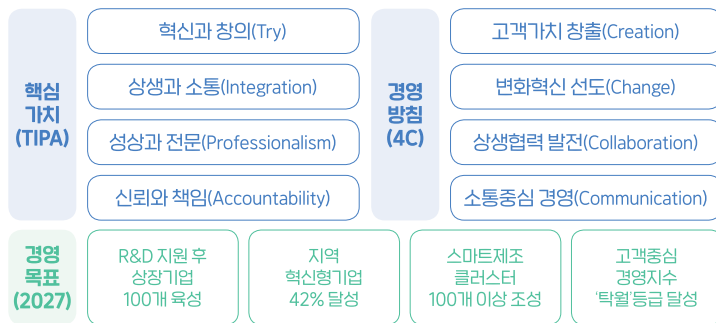 핵심
가치
(TIPA)
혁신과 창의(Try)
상생과 소통(Integration)
성상과 전문(Professionalism)
신뢰와 책임(Accountability)
경영
방침
(4C)
고객가치 창출(Creation)
변화혁신 선도(Change)
상생협력 발전(Collaboration)
소통중심 경영(Communication)
경영
목표
(2027)
R&D 지원 후
상장기업
100개 육성
지역
혁신형기업
42% 달성
스마트제조
클러스터
100개 이상 조성
고객중심
경영지수
‘탁월’등급 달성